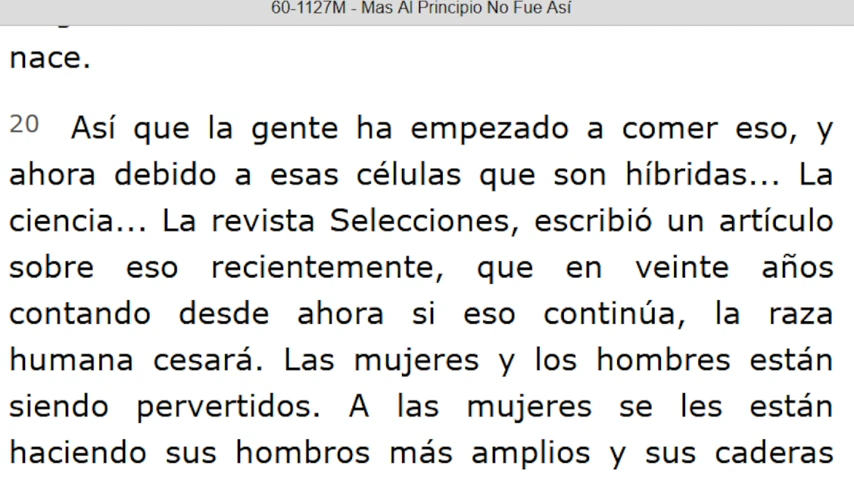 60-1127M - Mas Al Principio No Fue Así
nace.
20 Así que la gente ha empezado a comer eso, y
ahora debido a esas células que son híbridas... La
ciencia... La revista Selecciones, escribió un artículo
sobre eso recientemente, que en veinte años
contando desde ahora si eso continúa, la raza
humana cesará. Las mujeres y los hombres están
siendo pervertidos. A las mujeres se les están
haciendo sus hombros más amplios y sus caderas